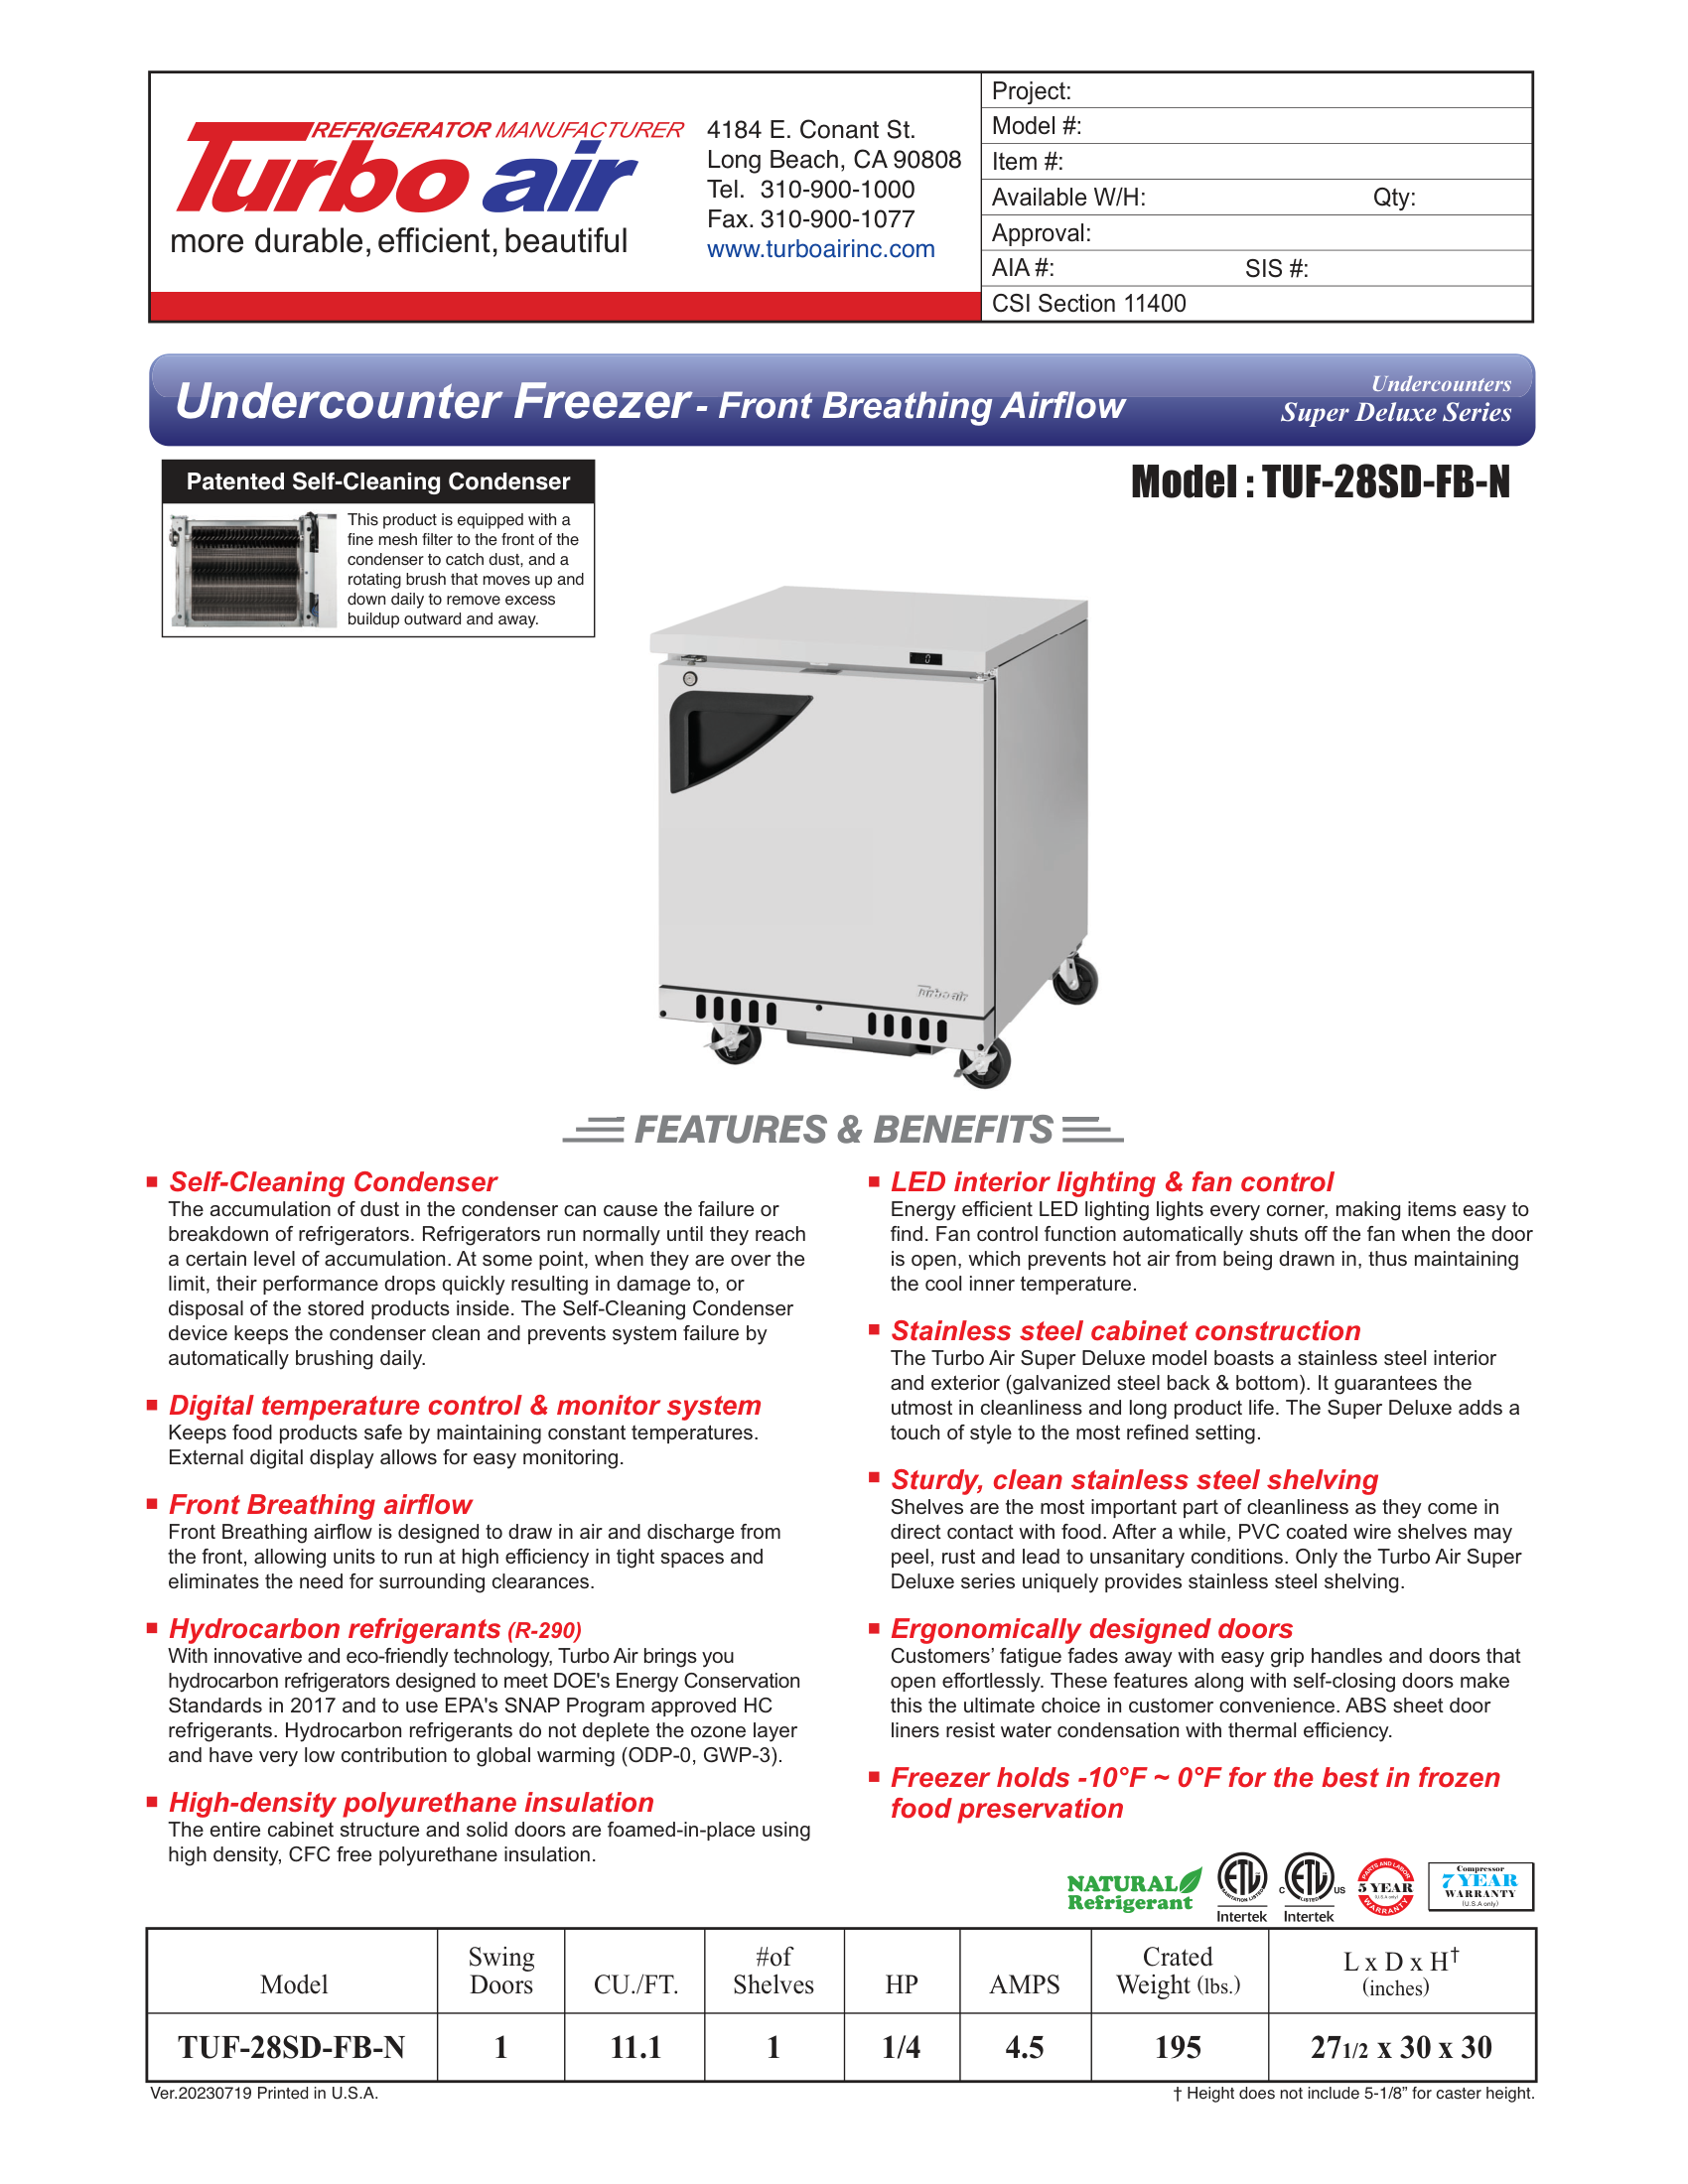 REFRIGERATOR MANUFACTURER
Turbo air
more durable, efficient, beautiful
4184 E. Conant St.
Long Beach, CA 90808
Tel. 310-900-1000
Fax. 310-900-1077
www.turboairinc.com
Project:
Model #:
Item #:
Available W/H: Qty:
Approval:
AIA #: SIS #:
CSI Section 11400
Undercounter Freezer - Front Breathing Airflow
Undercounters
Super Deluxe Series
Patented Self-Cleaning Condenser
This product is equipped with a
fine mesh filter to the front of the
condenser to catch dust, and a
rotating brush that moves up and
down daily to remove excess
buildup outward and away.
Model : TUF-28SD-FB-N
0
Turbo air
FEATURES & BENEFITS
Self-Cleaning Condenser
The accumulation of dust in the condenser can cause the failure or
breakdown of refrigerators. Refrigerators run normally until they reach
a certain level of accumulation. At some point, when they are over the
limit, their performance drops quickly resulting in damage to, or
disposal of the stored products inside. The Self-Cleaning Condenser
device keeps the condenser clean and prevents system failure by
automatically brushing daily.
Digital temperature control & monitor system
Keeps food products safe by maintaining constant temperatures.
External digital display allows for easy monitoring.
Front Breathing airflow
Front Breathing airflow is designed to draw in air and discharge from
the front, allowing units to run at high efficiency in tight spaces and
eliminates the need for surrounding clearances.
Hydrocarbon refrigerants (R-290)
With innovative and eco-friendly technology, Turbo Air brings you
hydrocarbon refrigerators designed to meet DOE's Energy Conservation
Standards in 2017 and to use EPA's SNAP Program approved HC
refrigerants. Hydrocarbon refrigerants do not deplete the ozone layer
and have very low contribution to global warming (ODP-0, GWP-3).
High-density polyurethane insulation
The entire cabinet structure and solid doors are foamed-in-place using
high density, CFC free polyurethane insulation.
LED interior lighting & fan control
Energy efficient LED lighting lights every corner, making items easy to
find. Fan control function automatically shuts off the fan when the door
is open, which prevents hot air from being drawn in, thus maintaining
the cool inner temperature.
Stainless steel cabinet construction
The Turbo Air Super Deluxe model boasts a stainless steel interior
and exterior (galvanized steel back & bottom). It guarantees the
utmost in cleanliness and long product life. The Super Deluxe adds a
touch of style to the most refined setting.
Sturdy, clean stainless steel shelving
Shelves are the most important part of cleanliness as they come in
direct contact with food. After a while, PVC coated wire shelves may
peel, rust and lead to unsanitary conditions. Only the Turbo Air Super
Deluxe series uniquely provides stainless steel shelving.
Ergonomically designed doors
Customers’ fatigue fades away with easy grip handles and doors that
open effortlessly. These features along with self-closing doors make
this the ultimate choice in customer convenience. ABS sheet door
liners resist water condensation with thermal efficiency.
Freezer holds -10°F ~ 0°F for the best in frozen
food preservation
NATURAL
Refrigerant
ETL
SANITATION LISTED
Intertek
C ETL US
LISTED
Intertek
PARTS AND LABOR
5 YEAR
(U.S.A only)
WARRANTY
Compressor
7 YEAR
WARRANTY
(U.S.A only)
Model Swing Doors CU./FT. #of Shelves HP AMPS Crated Weight (lbs.) L x D x H† (inches)
TUF-28SD-FB-N 1 11.1 1 1/4 4.5 195 27 1/2 x 30 x 30
Ver.20230719 Printed in U.S.A.
† Height does not include 5-1/8” for caster height.